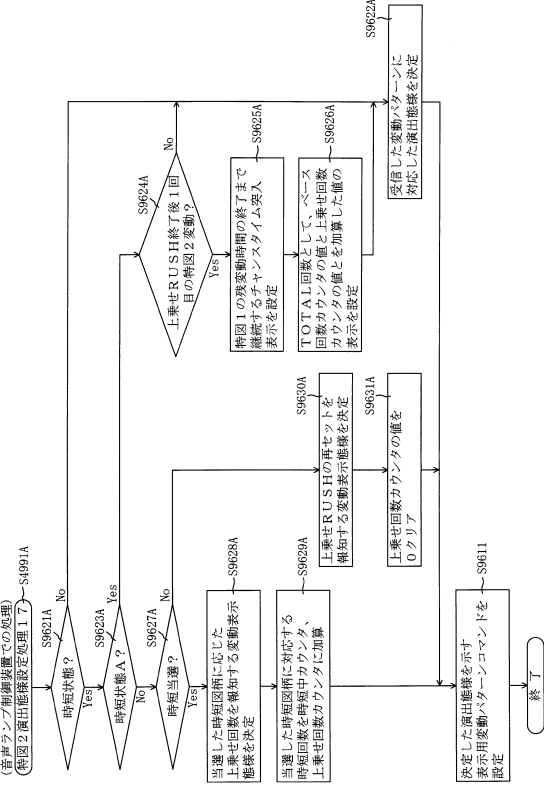 (音声ランプ制御装置での処理)
特図2演出態様設定処理17
S4991A
時短状態？
S9621A
No
Yes
時短状態A？
S9623A
Yes
No
時短当選？
S9627A
No
Yes
当選した時短図柄に応じた
上乗せ回数を報知する変動表示
態様を決定
S9628A
当選した時短図柄に対応する
時短回数を時短中カウンタ、
上乗せ回数カウンタに加算
S9629A
上乗せRUSHの再セットを
報知する変動表示態様を決定
S9630A
上乗せ回数カウンタの値を
0クリア
S9631A
上乗せRUSH終了後1回
目の特図2変動？
S9624A
No
Yes
特図1の残変動時間の終了まで
継続するチャンスタイム突入
表示を設定
S9625A
TOTAL回数として、ベース
回数カウンタの値と上乗せ回数
カウンタの値とを加算した値の
表示を設定
S9626A
受信した変動パターンに
対応した演出態様を決定
S9622A
決定した演出態様を示す
表示用変動パターンコマンドを
設定
S9611
終了